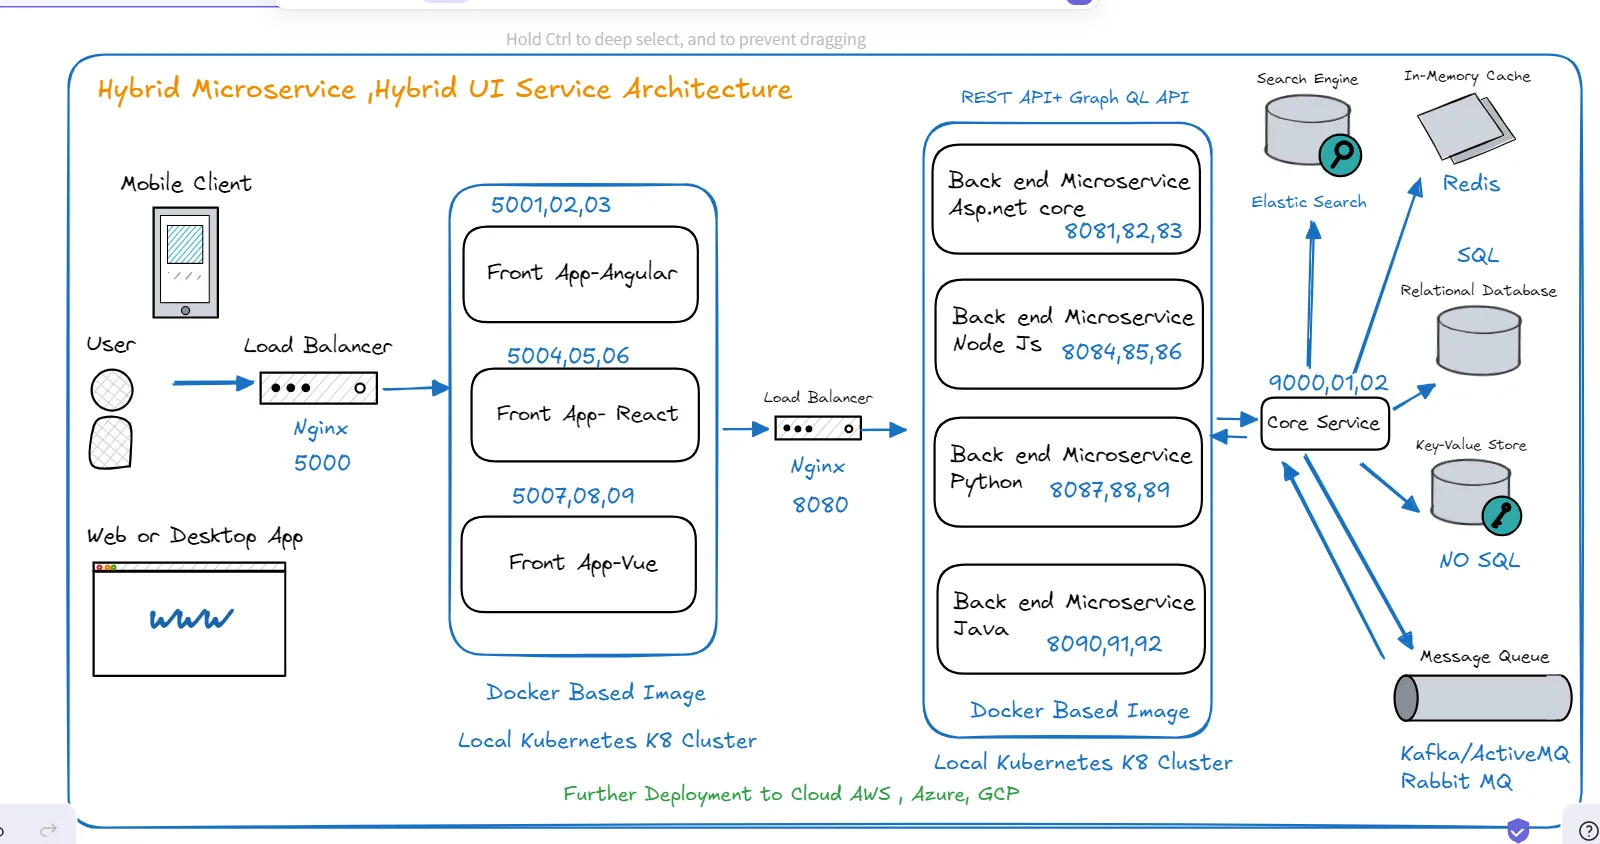 Hold Ctrl to deep select, and to prevent dragging
Hybrid Microservice ,Hybrid UI Service Architecture
Mobile Client
User
Load Balancer
Nginx
5000
Web or Desktop App
www
5001,02,03
Front App-Angular
5004,05,06
Front App- React
5007,08,09
Front App-Vue
Docker Based Image
Local Kubernetes K8 Cluster
Load Balancer
Nginx
8080
REST API+ Graph QL API
Back end Microservice
Asp.net core
8081,82,83
Back end Microservice
Node Js 8084,85,86
Back end Microservice
Python 8087,88,89
Back end Microservice
Java
8090,91,92
Docker Based Image
Local Kubernetes K8 Cluster
Further Deployment to Cloud AWS , Azure, GCP
Search Engine
Elastic Search
In-Memory Cache
Redis
SQL
Relational Database
9000,01,02
Core Service
Key-Value Store
NO SQL
Message Queue
Kafka/ActiveMQ
Rabbit MQ